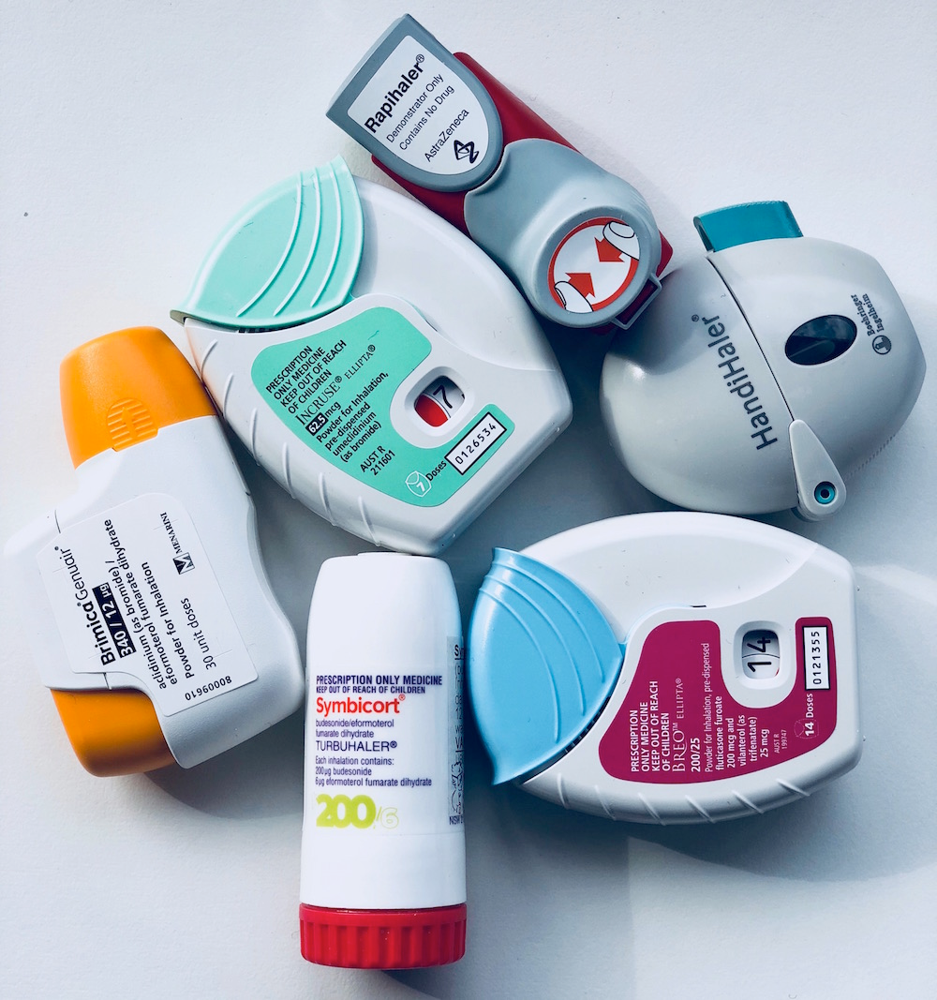 Rapihaler®
Demonstrator Only
Contains No Drug
AstraZeneca
PRESCRIPTION
ONLY MEDICINE
KEEP OUT OF REACH
OF CHILDREN
INCRUSE® ELLIPTA®
62.5mcg
Powder for Inhalation,
pre-dispensed
umeclidinium
(as bromide)
AUST R
211601
7
7 Doses
0126534
HandiHaler®
Boehringer
Ingelheim
Brimica® Genuair®
340 / 12 µg
aclidinium (as bromide)/
eformoterol fumarate dihydrate
Powder for Inhalation
30 unit doses
MENARINI
80009610
PRESCRIPTION ONLY MEDICINE
KEEP OUT OF REACH OF CHILDREN
Symbicort®
budesonide/eformoterol
fumarate dihydrate
TURBUHALER®
Each inhalation contains:
200µg budesonide
6µg eformoterol fumarate dihydrate
200/6
PRESCRIPTION
ONLY MEDICINE
KEEP OUT OF REACH
OF CHILDREN
BREO™ ELLIPTA®
200/25
Powder for Inhalation, pre-dispensed
fluticasone furoate
200 mcg and
vilanterol (as
trifenatate)
25 mcg
AUST R
199747
14
14 Doses
0121355